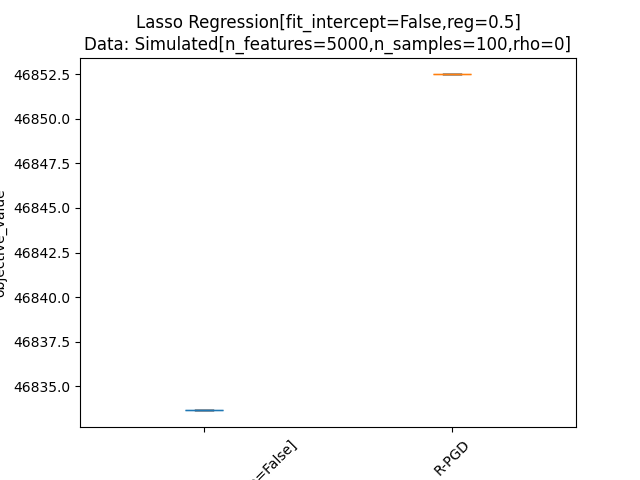 Lasso Regression[fit_intercept=False,reg=0.5]
Data: Simulated[n_features=5000,n_samples=100,rho=0]
46852.5
46850.0
46847.5
46845.0
46842.5
46840.0
46837.5
46835.0
objective_value
=False]
R-PGD